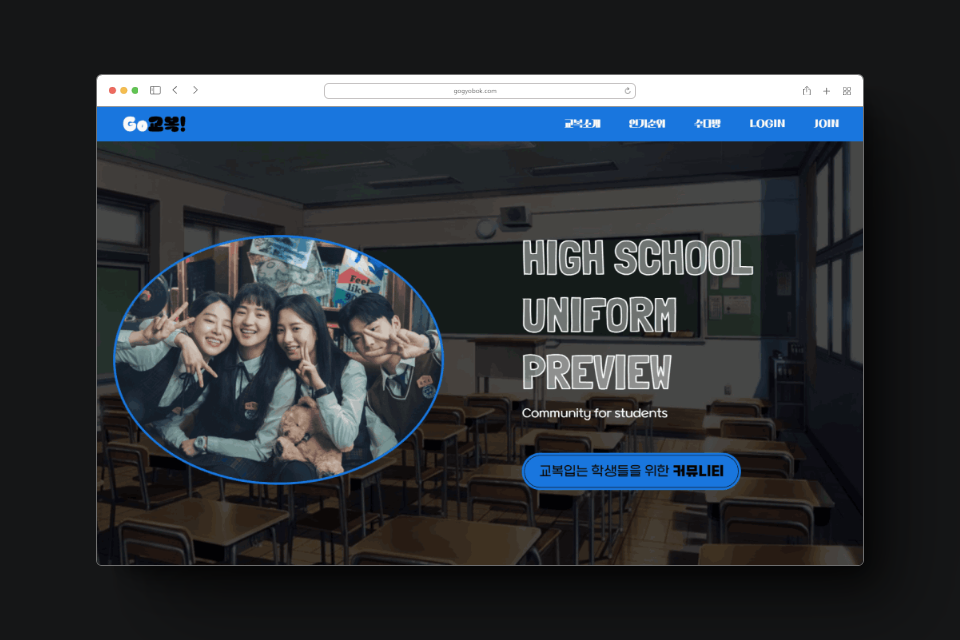 gogyobok.com
Go교복!
교복소개 인기순위 수다방 LOGIN JOIN
Feel
like
HIGH SCHOOL
UNIFORM
PREVIEW
Community for students
교복입는 학생들을 위한 커뮤니티